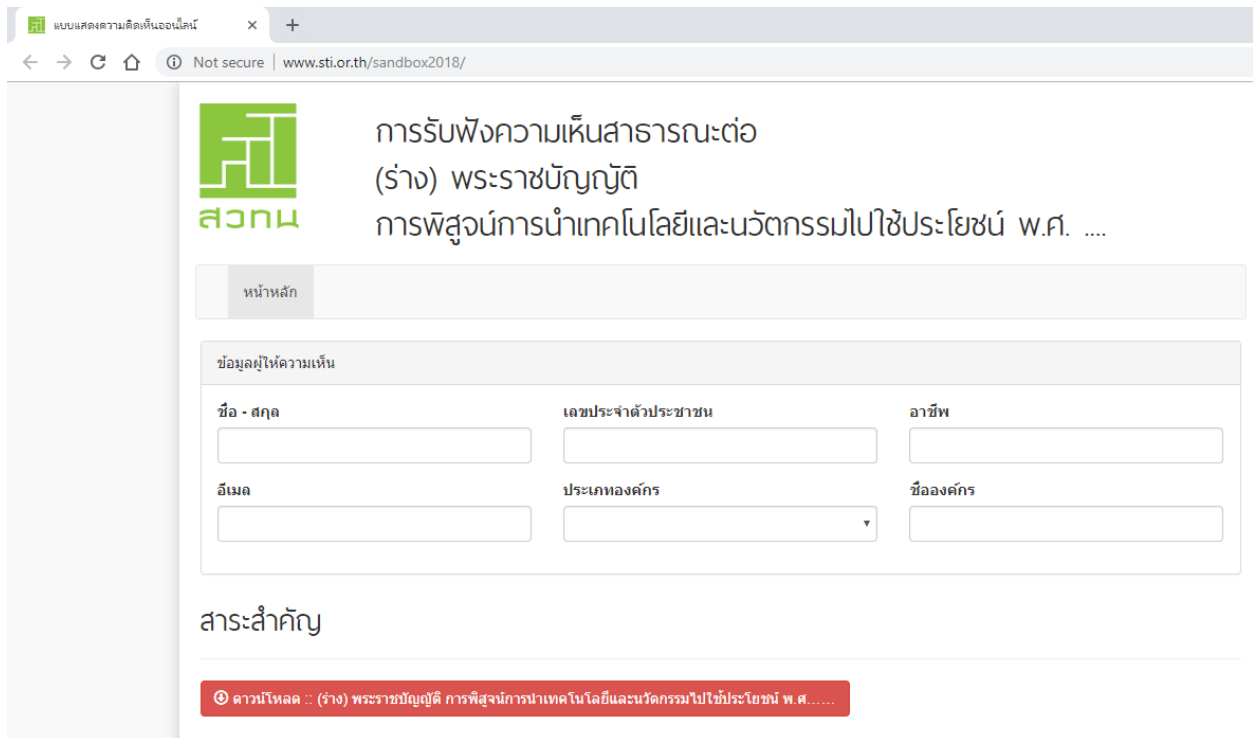 แบบแสดงความคิดเห็นออนไลน์
Not secure | www.sti.or.th/sandbox2018/
สวทน
การรับฟังความเห็นสาธารณะต่อ
(ร่าง) พระราชบัญญัติ
การพิสูจน์การนำเทคโนโลยีและนวัตกรรมไปใช้ประโยชน์ พ.ศ. ....
หน้าหลัก
ข้อมูลผู้ให้ความเห็น
ชื่อ - สกุล เลขประจำตัวประชาชน อาชีพ
อีเมล ประเภทองค์กร ชื่อองค์กร
สาระสำคัญ
ดาวน์โหลด :: (ร่าง) พระราชบัญญัติ การพิสูจน์การนำเทคโนโลยีและนวัตกรรมไปใช้ประโยชน์ พ.ศ......